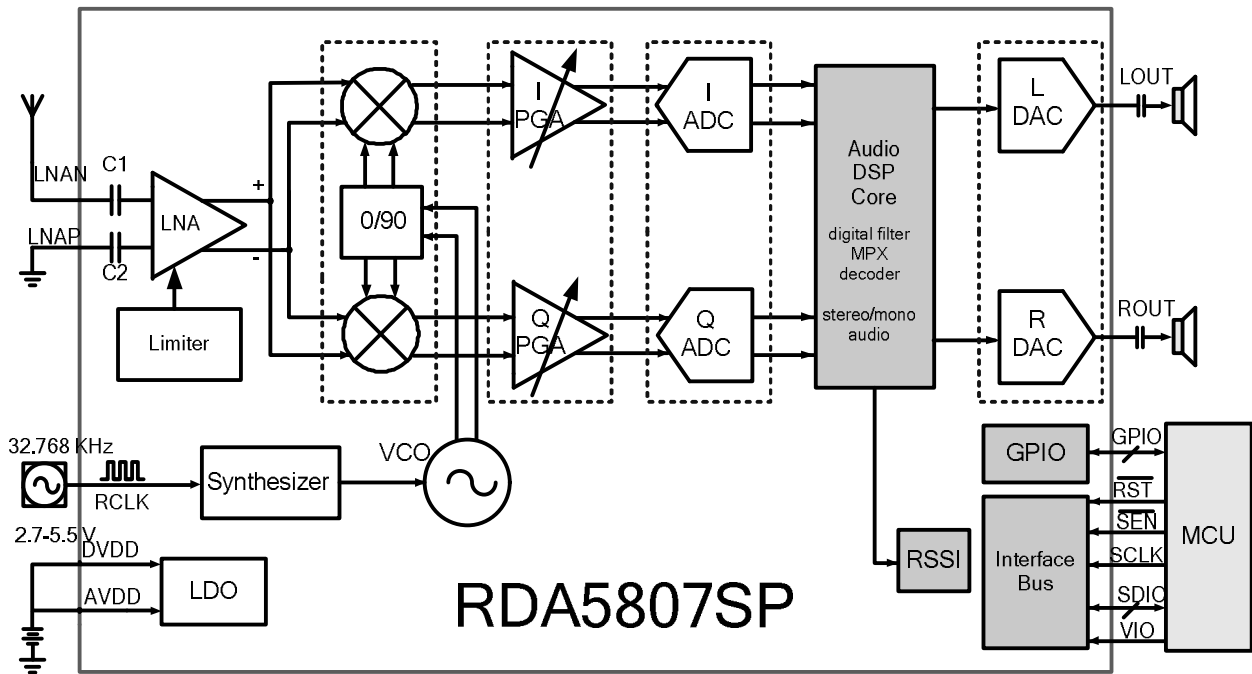 LNAN
C1
LNAP
C2
LNA
Limiter
+
-
0/90
I
PGA
Q
PGA
I
ADC
Q
ADC
Audio
DSP
Core
digital filter
MPX
decoder
stereo/mono
audio
L
DAC
R
DAC
LOUT
ROUT
32.768 KHz
RCLK
Synthesizer
VCO
2.7-5.5 V
DVDD
AVDD
LDO
RDA5807SP
RSSI
GPIO
Interface
Bus
GPIO
RST
SEN
SCLK
SDIO
VIO
MCU